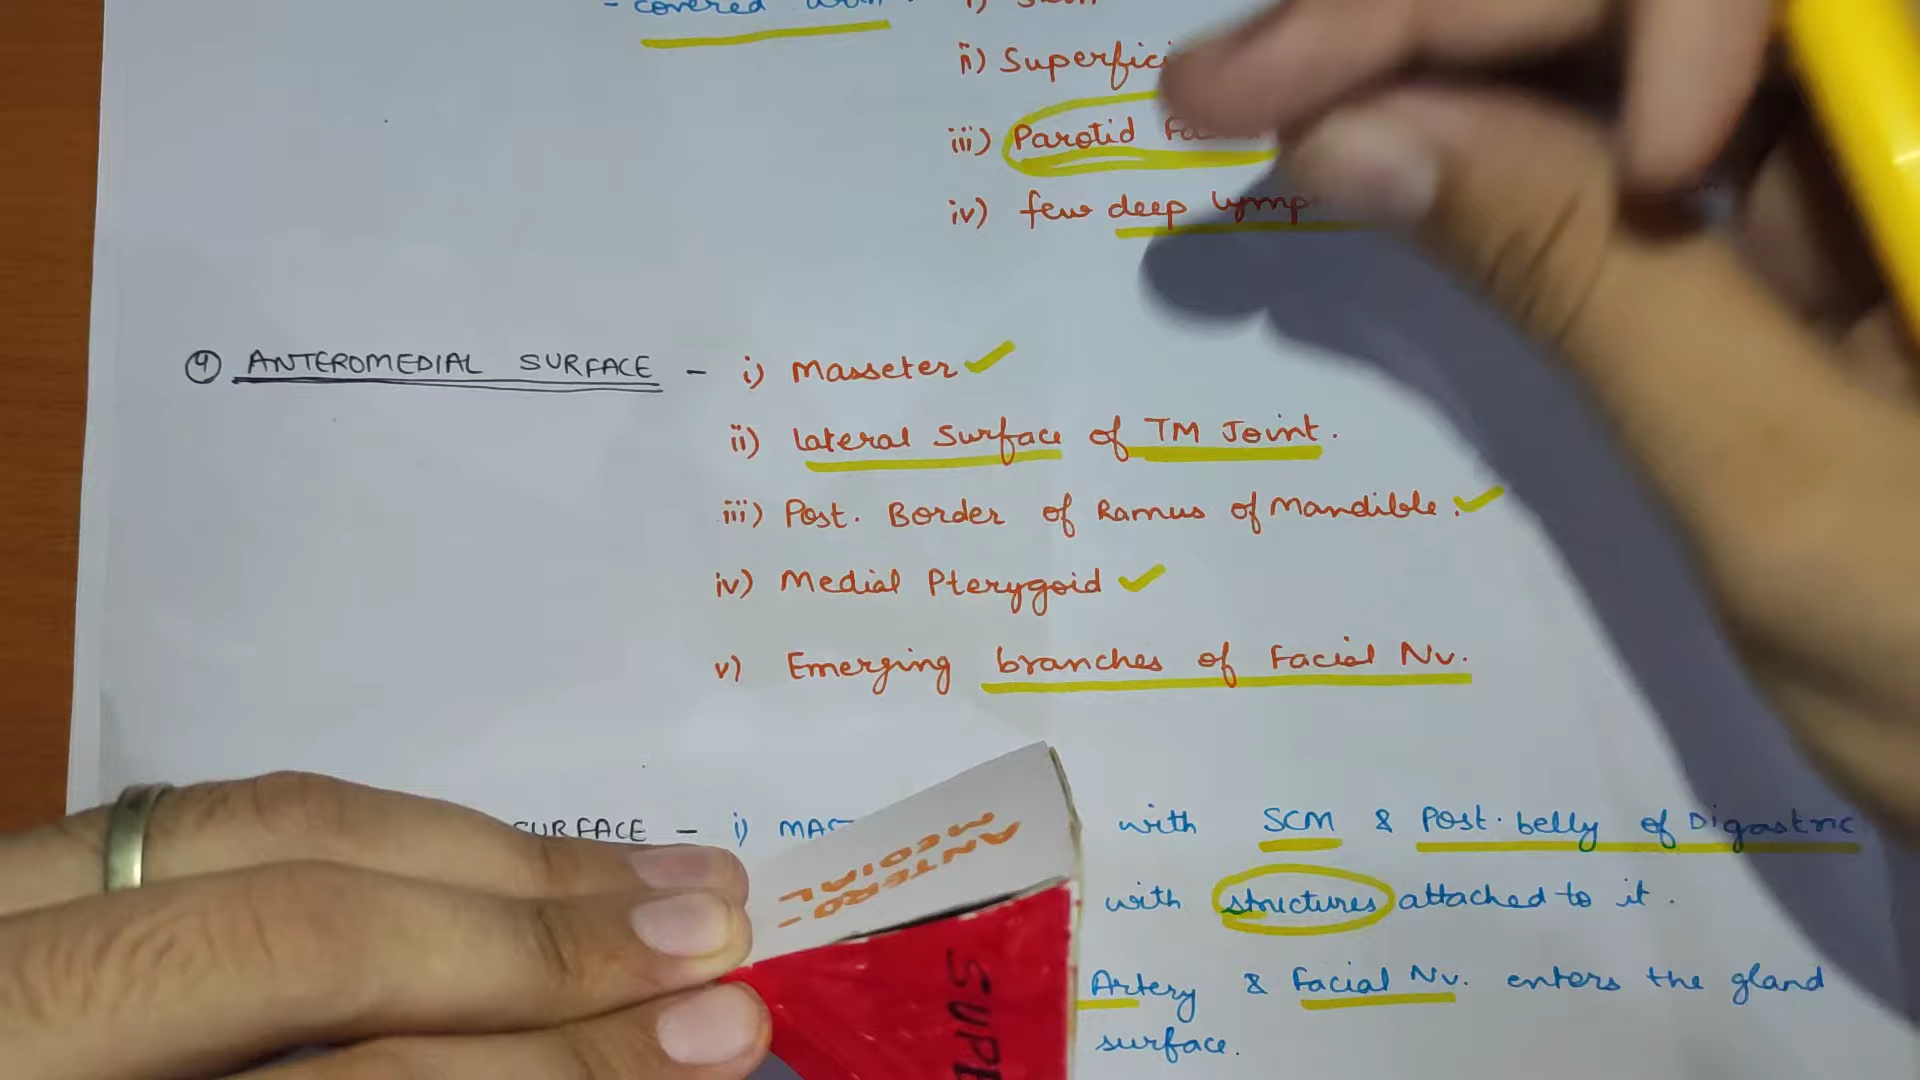 - covered with
ii)
iii) Parotid
iv) few deep
④ ANTEROMEDIAL SURFACE - i) Masseter
ii) Lateral Surface of TM Joint.
iii) Post. Border of Ramus of Mandible.
iv) Medial Pterygoid
v) Emerging branches of Facial Nv.
SURFACE - i) with SCM & Post. belly of Digastric
with structures attached to it.
Artery & Facial Nv. enters the gland
surface.
ANTERO-
MEDIAL